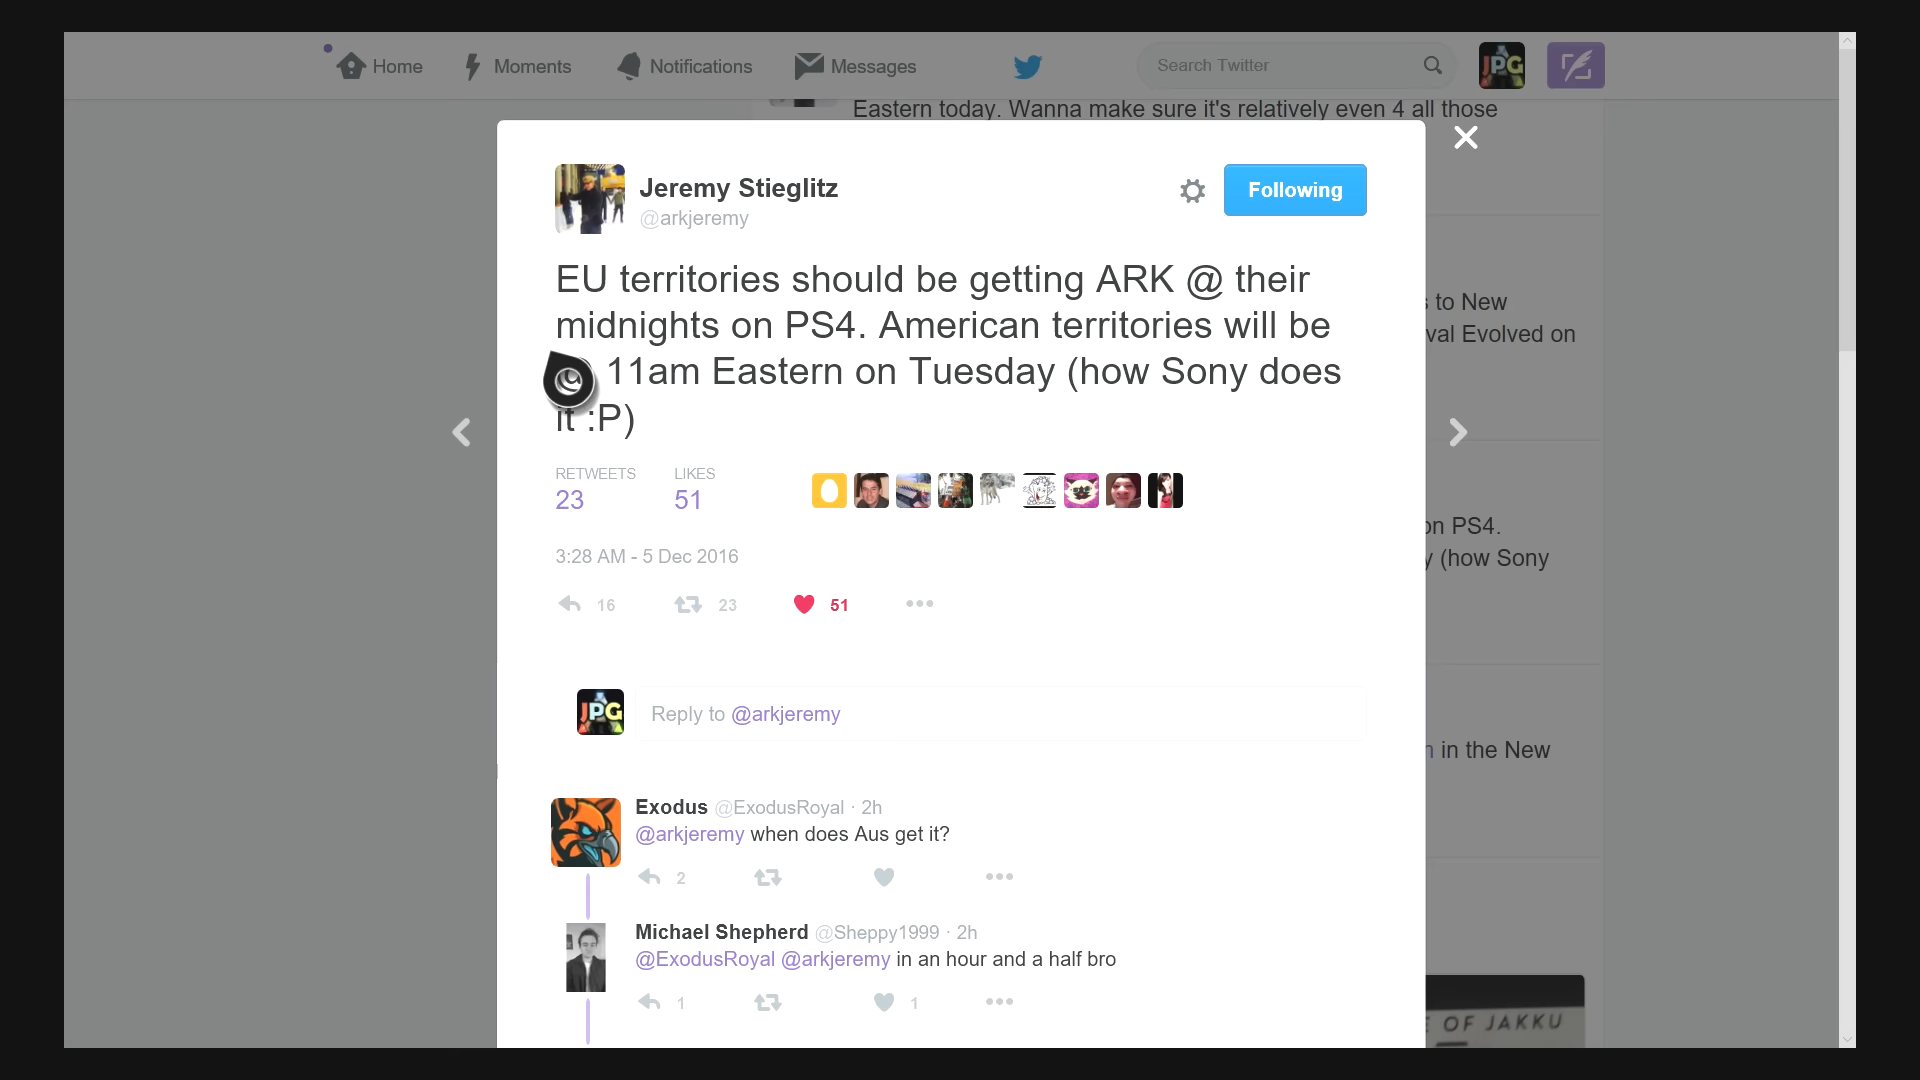 Home Moments Notifications Messages Search Twitter JPG
Eastern today. Wanna make sure it's relatively even 4 all those
Jeremy Stieglitz
@arkjeremy
Following
EU territories should be getting ARK @ their
midnights on PS4. American territories will be
@ 11am Eastern on Tuesday (how Sony does
it :P)
RETWEETS LIKES
23 51
3:28 AM - 5 Dec 2016
16 23 51
JPG
Reply to @arkjeremy
Exodus @ExodusRoyal · 2h
@arkjeremy when does Aus get it?
2
Michael Shepherd @Sheppy1999 · 2h
@ExodusRoyal @arkjeremy in an hour and a half bro
1 1
to New
Evolved on
on PS4.
(how Sony
in the New
OF JAKKU